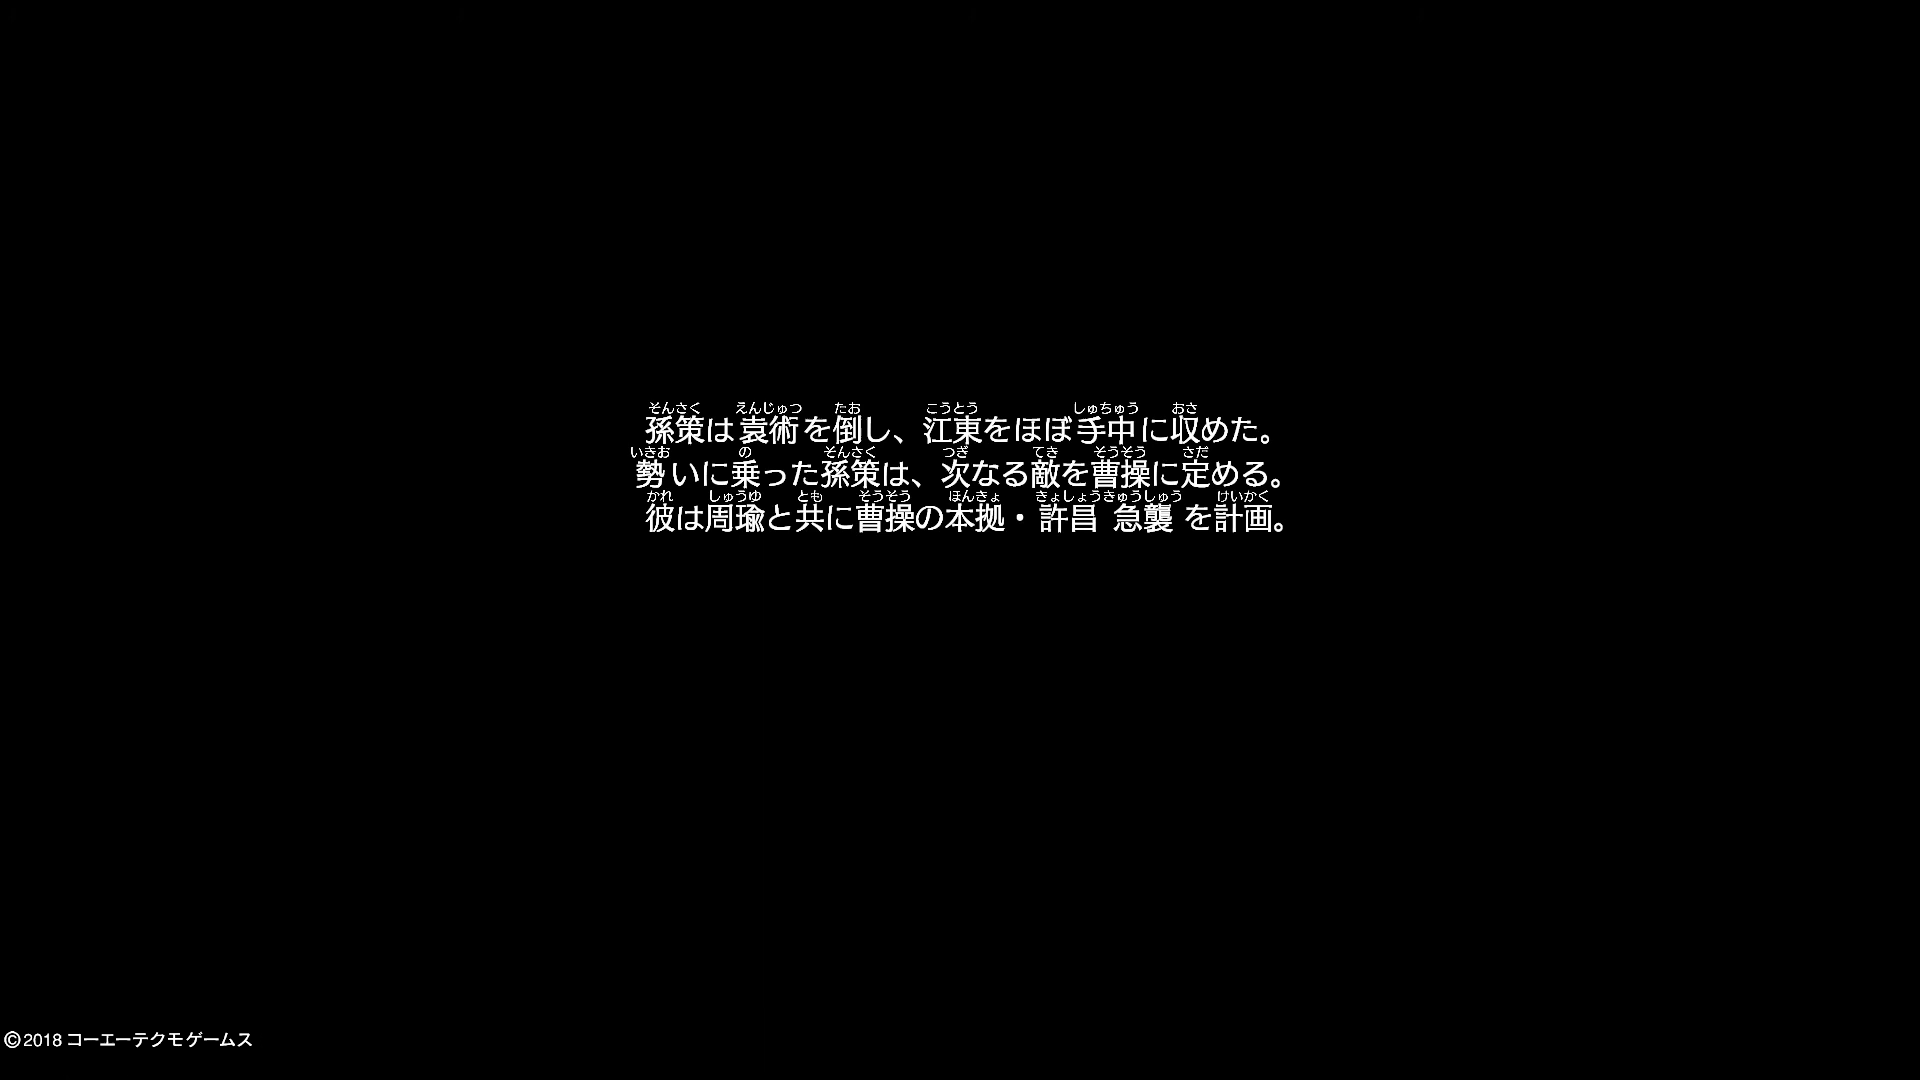 孫策は袁術を倒し、江東をほぼ手中に収めた。
勢いに乗った孫策は、次なる敵を曹操に定める。
彼は周瑜と共に曹操の本拠・許昌急襲を計画。
©2018 コーエーテクモゲームス